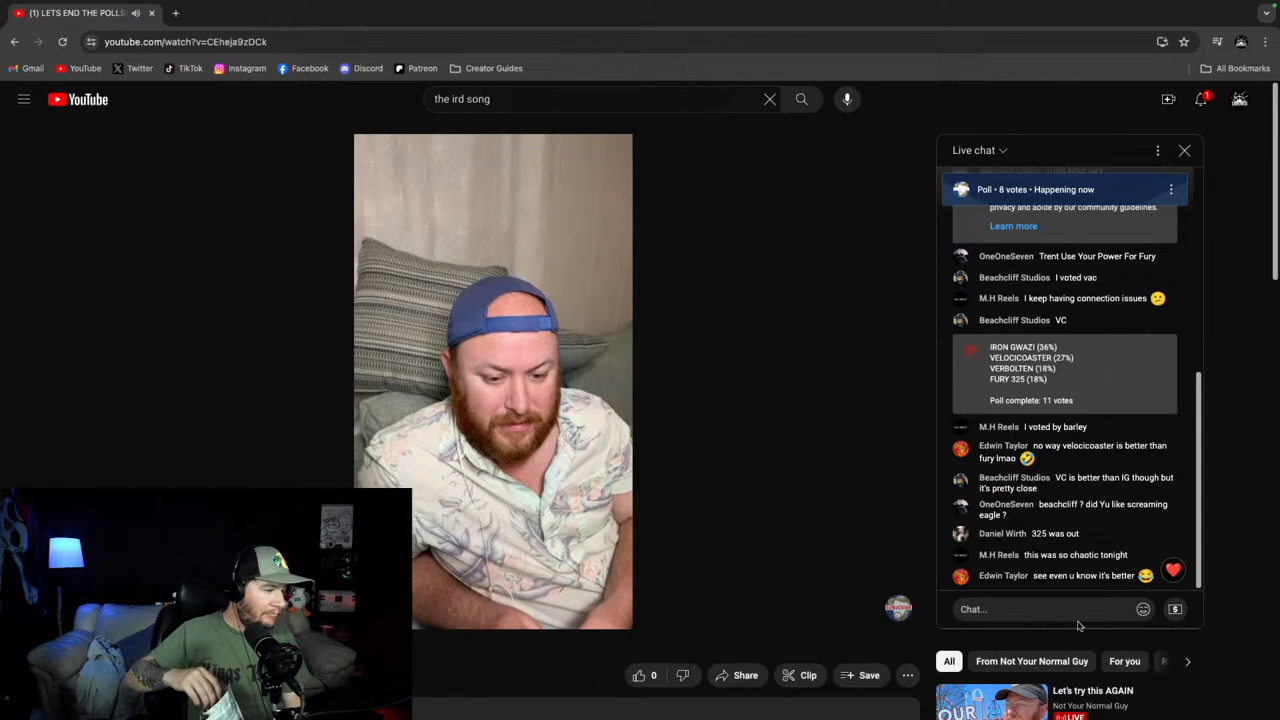 (1) LETS END THE POLLS!
youtube.com/watch?v=CEheja9zDCk
Gmail
YouTube
Twitter
TikTok
Instagram
Facebook
Discord
Patreon
Creator Guides
All Bookmarks
YouTube
the ird song
1
Live chat
Poll • 8 votes • Happening now
privacy and abide by our community guidelines.
Learn more
OneOneSeven Trent Use Your Power For Fury
Beachcliff Studios I voted vac
M.H Reels I keep having connection issues 😕
Beachcliff Studios VC
IRON GWAZI (36%)
VELOCICOASTER (27%)
VERBOLTEN (18%)
FURY 325 (18%)
Poll complete: 11 votes
M.H Reels I voted by barley
Edwin Taylor no way velocicoaster is better than
fury lmao 🤣
Beachcliff Studios VC is better than IG though but
it's pretty close
OneOneSeven beachcliff ? did Yu like screaming
eagle ?
Daniel Wirth 325 was out
M.H Reels this was so chaotic tonight
Edwin Taylor see even u know it's better 😂
Chat...
SUBSCRIBE
0
Share
Clip
Save
All
From Not Your Normal Guy
For you
Let's try this AGAIN
Not Your Normal Guy
LIVE
OUR